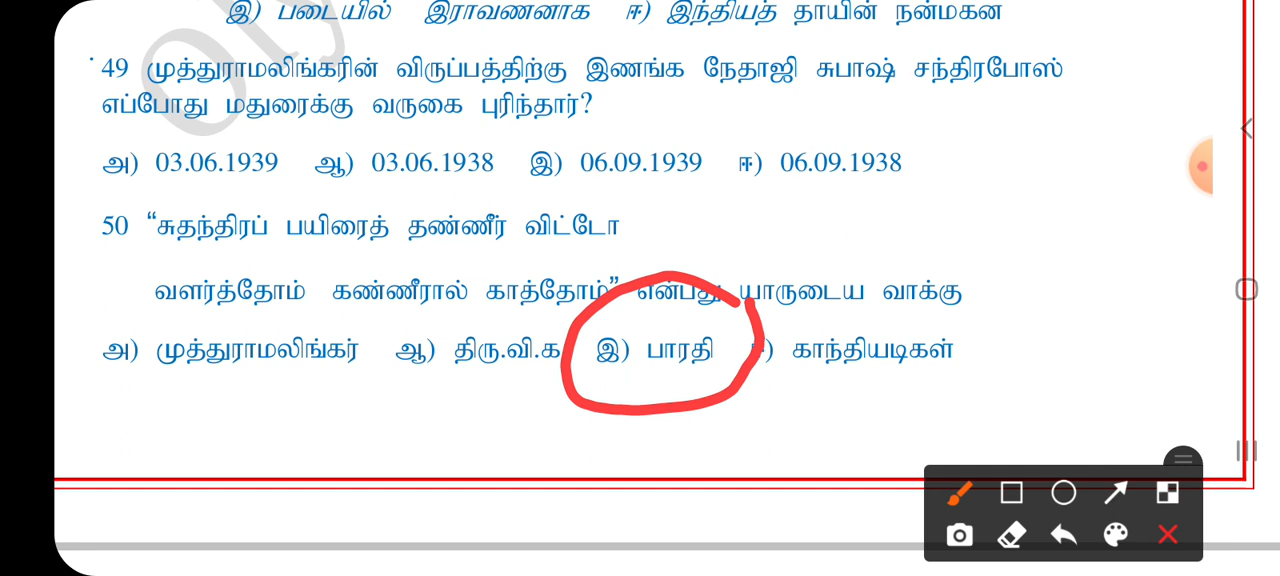 இ) படையில் இராவணனாக ஈ) இந்தியத் தாயின் நன்மகன
49 முத்துராமலிங்கரின் விருப்பத்திற்கு இணங்க நேதாஜி சுபாஷ் சந்திரபோஸ்
எப்போது மதுரைக்கு வருகை புரிந்தார்?
அ) 03.06.1939 ஆ) 03.06.1938 இ) 06.09.1939 ஈ) 06.09.1938
50 “சுதந்திரப் பயிரைத் தண்ணீர் விட்டோ
வளர்த்தோம் கண்ணீரால் காத்தோம்” என்பது யாருடைய வாக்கு
அ) முத்துராமலிங்கர் ஆ) திரு.வி.க இ) பாரதி ஈ) காந்தியடிகள்